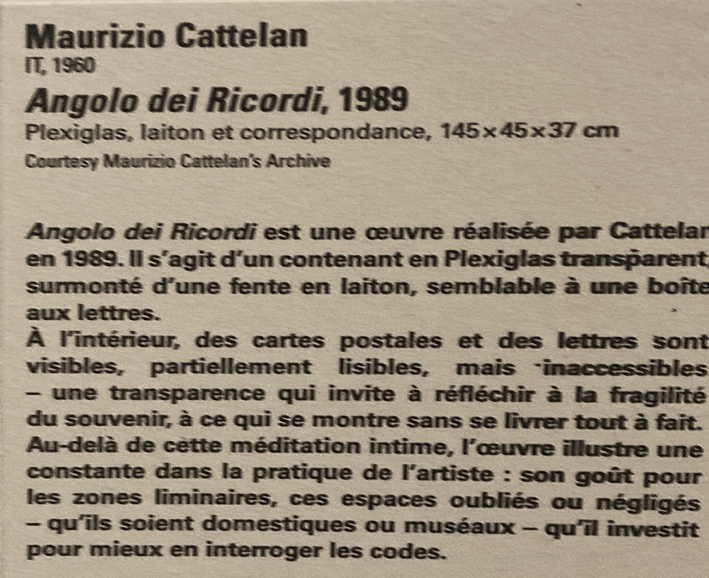 Maurizio Cattelan
IT, 1960
Angolo dei Ricordi, 1989
Plexiglas, laiton et correspondance, 145 × 45 × 37 cm
Courtesy Maurizio Cattelan's Archive
Angolo dei Ricordi est une œuvre réalisée par Cattelan
en 1989. Il s'agit d'un contenant en Plexiglas transparent,
surmonté d'une fente en laiton, semblable à une boîte
aux lettres.
À l'intérieur, des cartes postales et des lettres sont
visibles, partiellement lisibles, mais inaccessibles
– une transparence qui invite à réfléchir à la fragilité
du souvenir, à ce qui se montre sans se livrer tout à fait.
Au-delà de cette méditation intime, l'œuvre illustre une
constante dans la pratique de l'artiste : son goût pour
les zones liminaires, ces espaces oubliés ou négligés
– qu'ils soient domestiques ou muséaux – qu'il investit
pour mieux en interroger les codes.